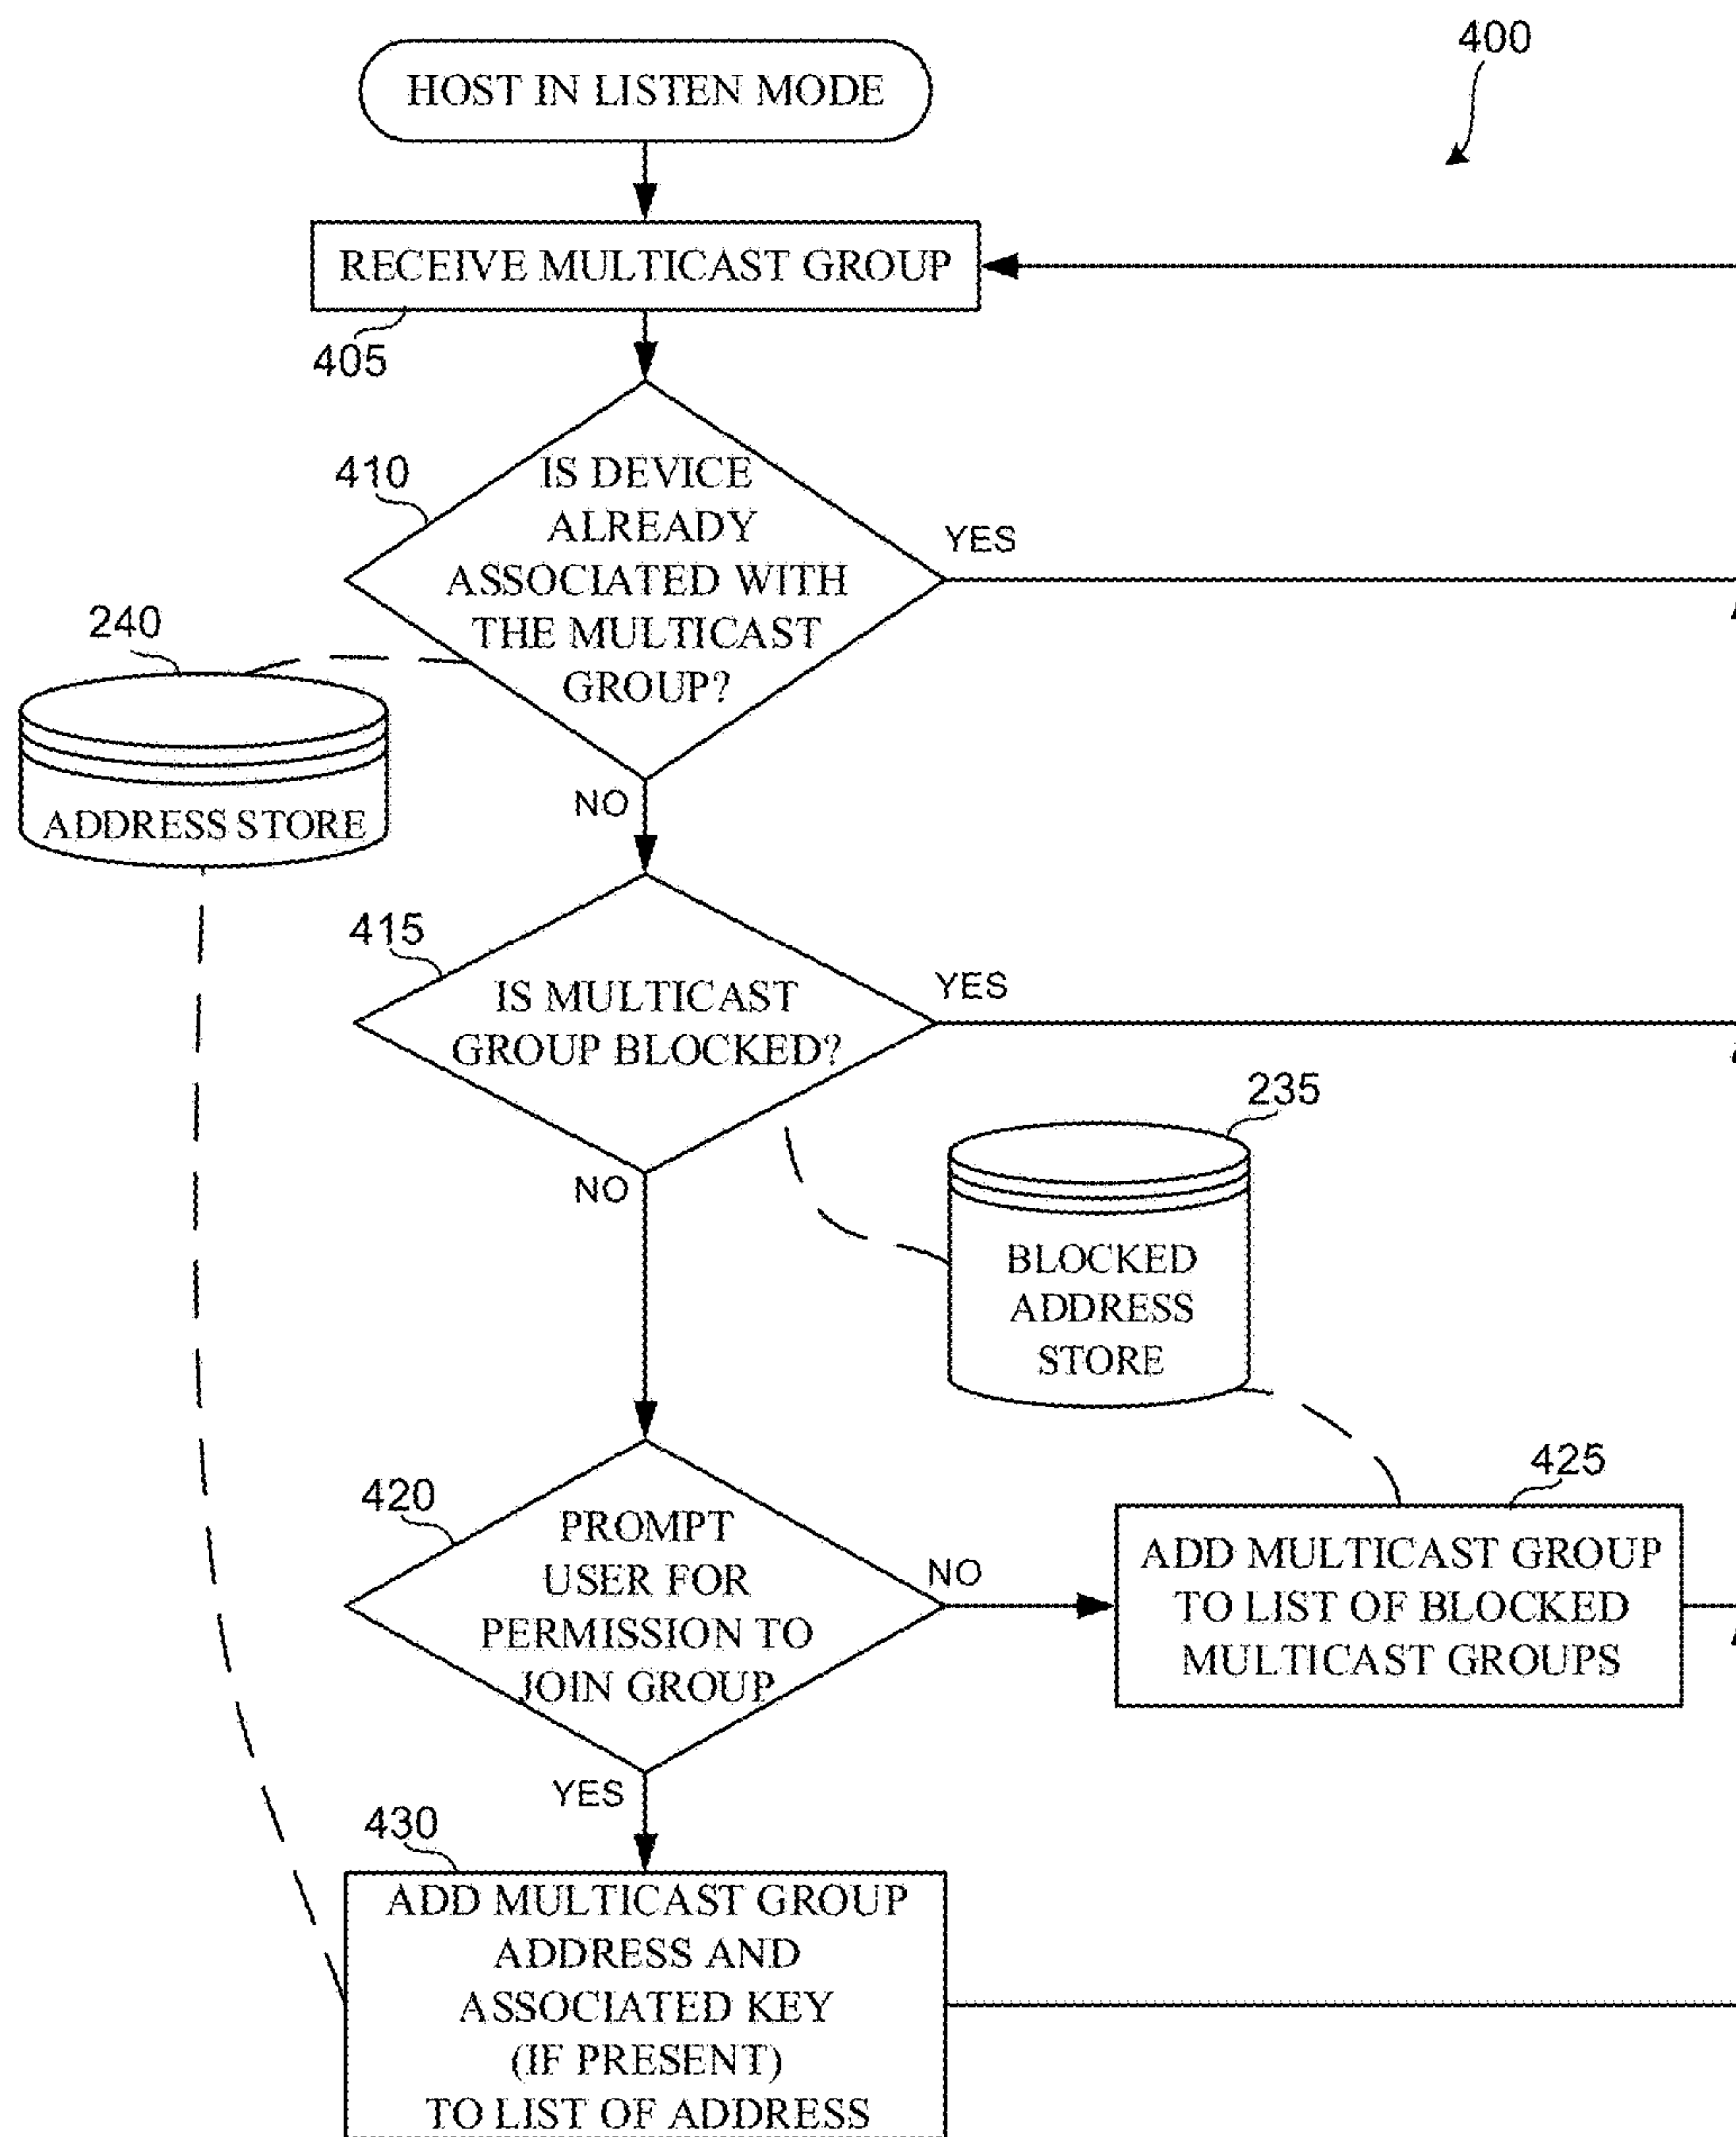 400
HOST IN LISTEN MODE
RECEIVE MULTICAST GROUP
405
410
IS DEVICE
ALREADY
ASSOCIATED WITH
THE MULTICAST
GROUP?
YES
240
ADDRESS STORE
NO
415
IS MULTICAST
GROUP BLOCKED?
YES
235
BLOCKED
ADDRESS
STORE
NO
420
PROMPT
USER FOR
PERMISSION TO
JOIN GROUP
NO
425
ADD MULTICAST GROUP
TO LIST OF BLOCKED
MULTICAST GROUPS
YES
430
ADD MULTICAST GROUP
ADDRESS AND
ASSOCIATED KEY
(IF PRESENT)
TO LIST OF ADDRESS